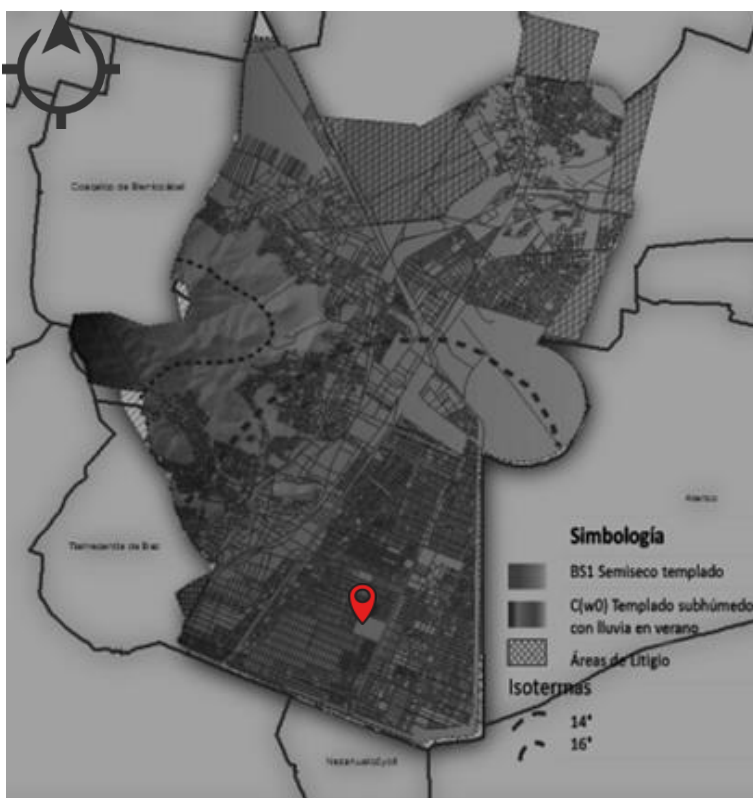 Coacalco de Berriozábal
Tlalnepantla de Baz
Atenco
Simbología
BS1 Semiseco templado
C(w0) Templado subhúmedo
con lluvia en verano
Áreas de Litigio
Isotermas
14°
16°
Nezahualcóyotl